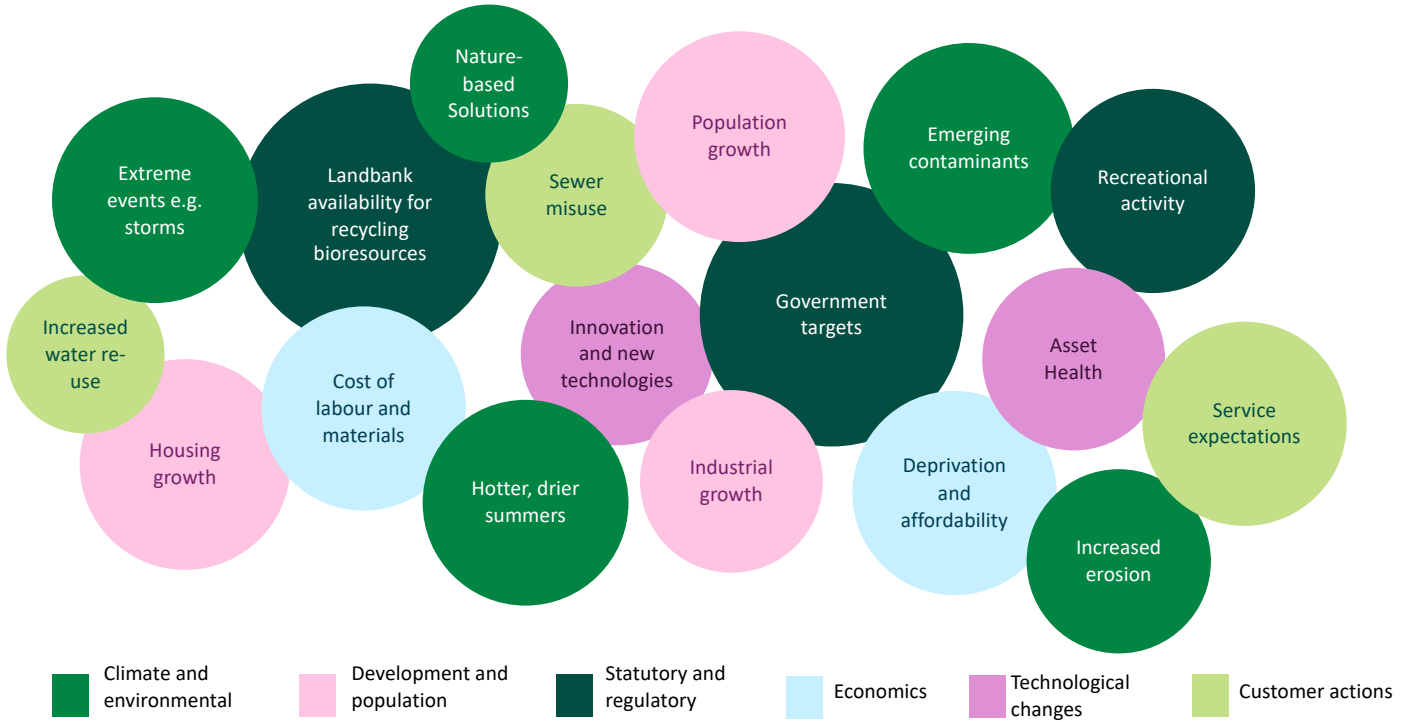 Nature-
based
Solutions
Population
growth
Emerging
contaminants
Extreme
events e.g.
storms
Landbank
availability for
recycling
bioresources
Sewer
misuse
Recreational
activity
Increased
water re-
use
Innovation
and new
technologies
Government
targets
Asset
Health
Cost of
labour and
materials
Service
expectations
Housing
growth
Hotter, drier
summers
Industrial
growth
Deprivation
and
affordability
Increased
erosion
Climate and
environmental
Development and
population
Statutory and
regulatory
Economics
Technological
changes
Customer actions